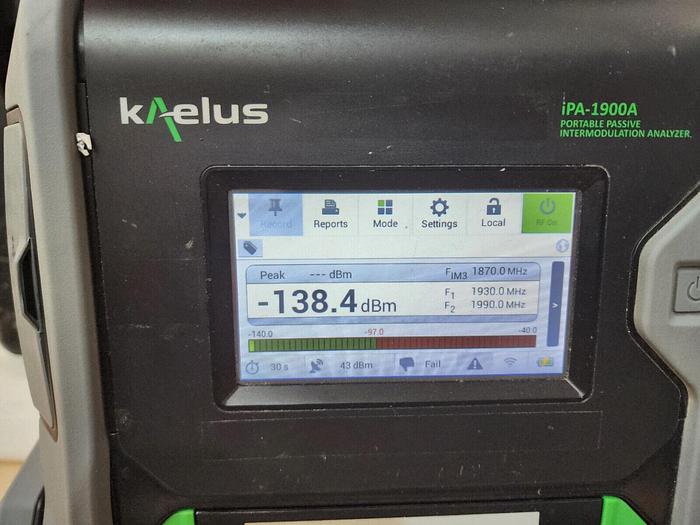 kaelus
iPA-1900A
PORTABLE PASSIVE
INTERMODULATION ANALYZER.
Record Reports Mode Settings Local RF On
Peak --- dBm FIM3 1870.0 MHz
-138.4 dBm
F1 1930.0 MHz
F2 1990.0 MHz
-140.0 -97.0 -40.0
30 s 43 dBm Fail